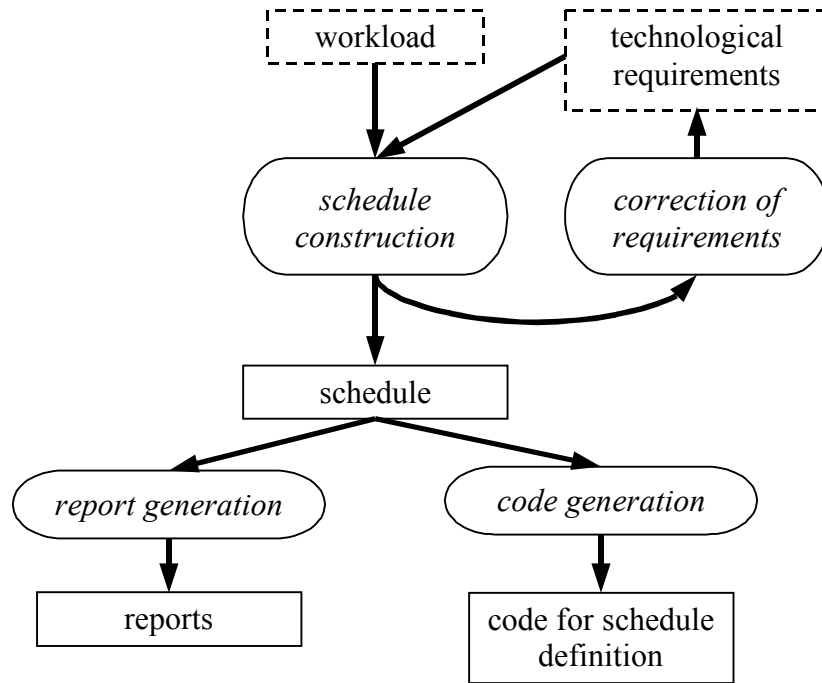 workload
technological
requirements
schedule
construction
correction of
requirements
schedule
report generation
code generation
reports
code for schedule
definition